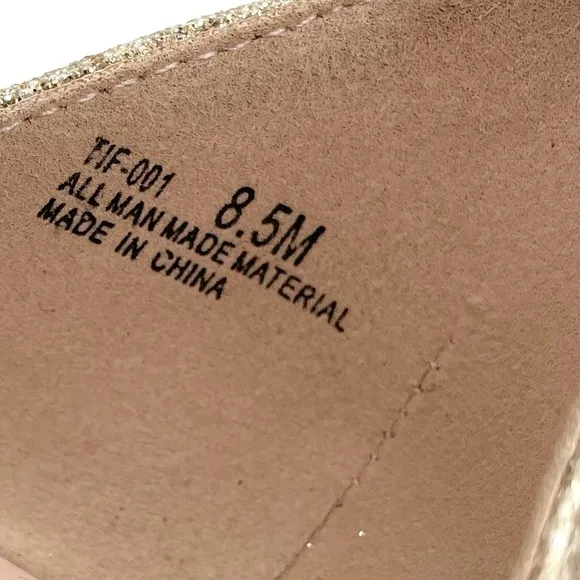 TIF-001 8.5M
ALL MAN MADE MATERIAL
MADE IN CHINA